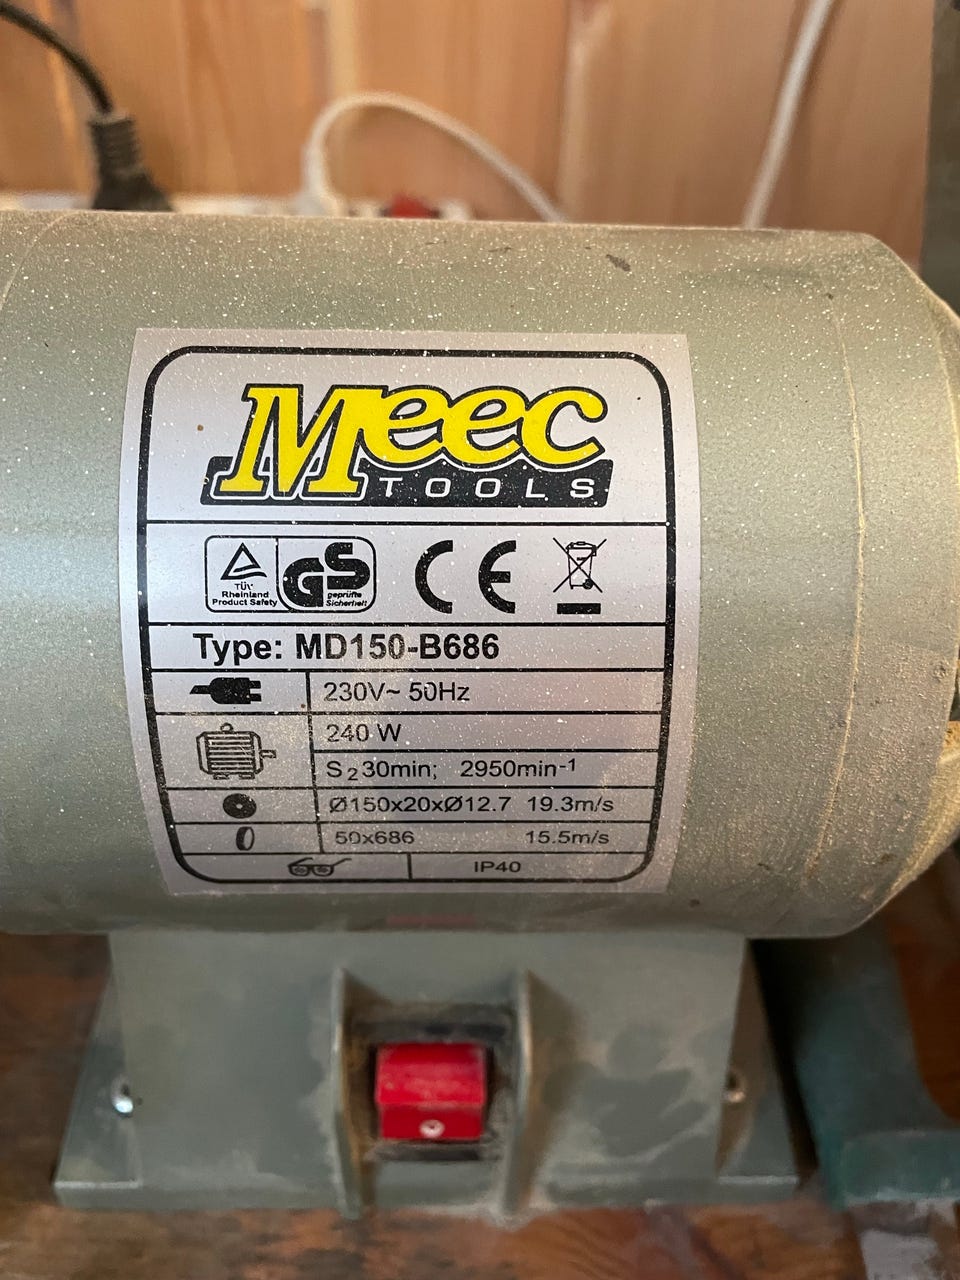 Meec
TOOLS
TÜV
Rheinland
Product Safety
GS
geprüfte
Sicherheit
CE
Type: MD150-B686
230V~ 50Hz
240 W
S2 30min; 2950min-1
Ø150x20xØ12.7 19.3m/s
50x686 15.5m/s
IP40